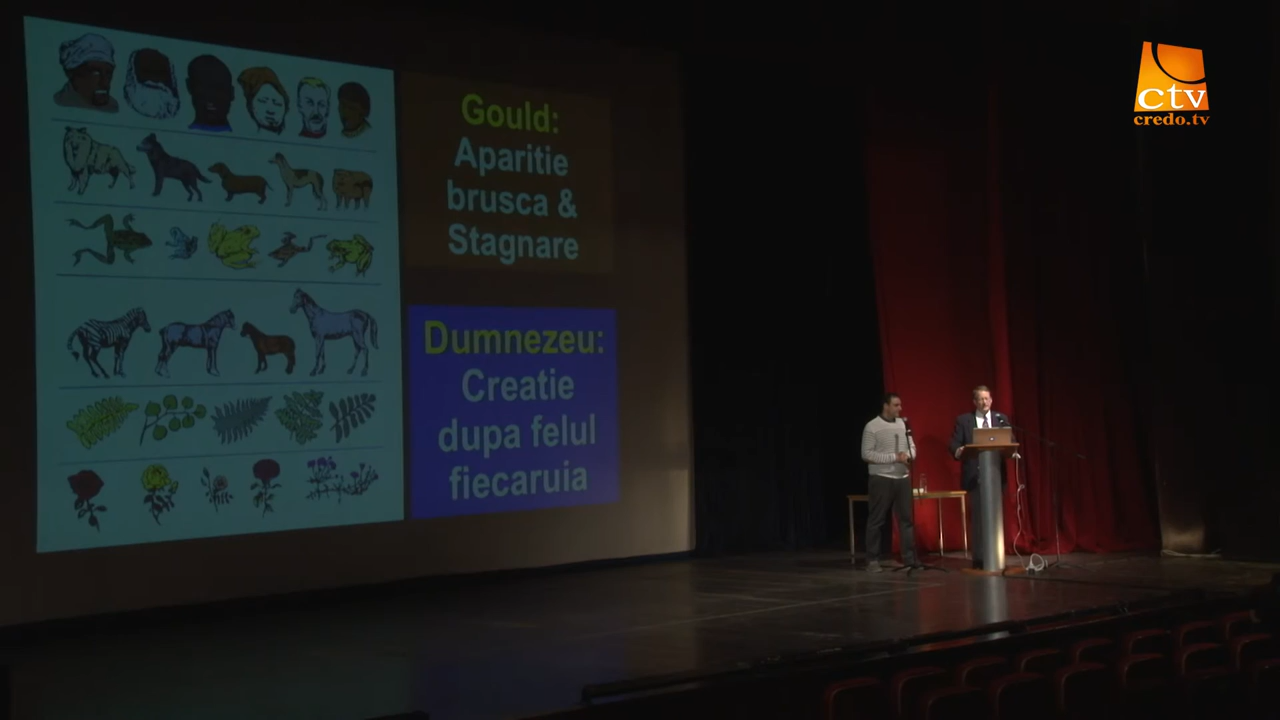 Gould:
Aparitie
brusca &
Stagnare
Dumnezeu:
Creatie
dupa felul
fiecaruia
ctv
credo.tv